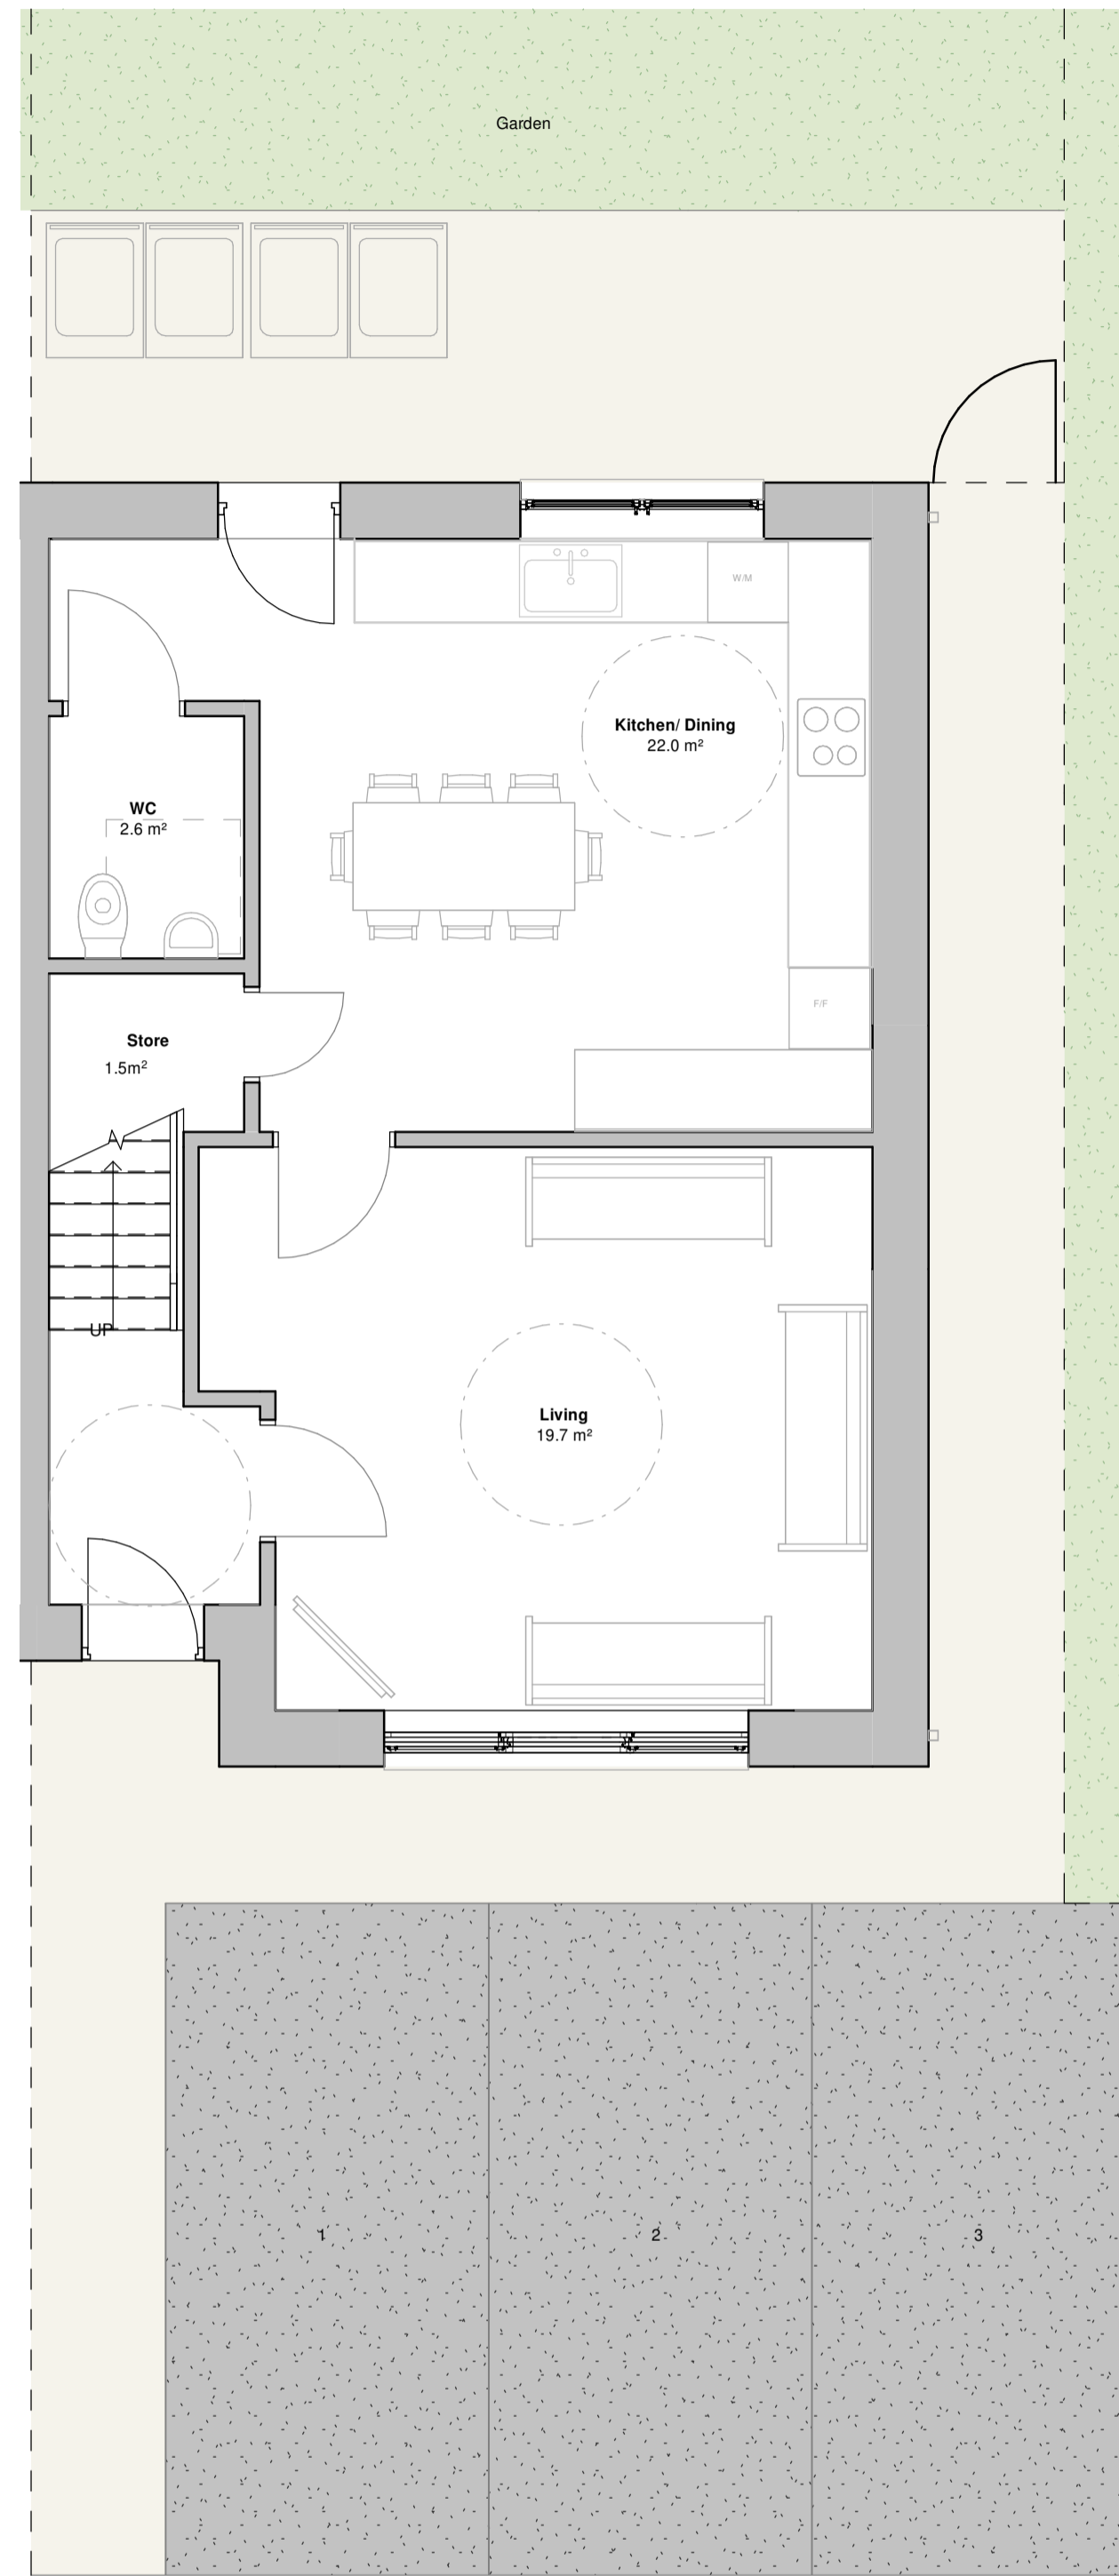 Garden
W/M
Kitchen/ Dining
22.0 m²
WC
2.6 m²
F/F
Store
1.5m²
UP
Living
19.7 m²
1
2
3